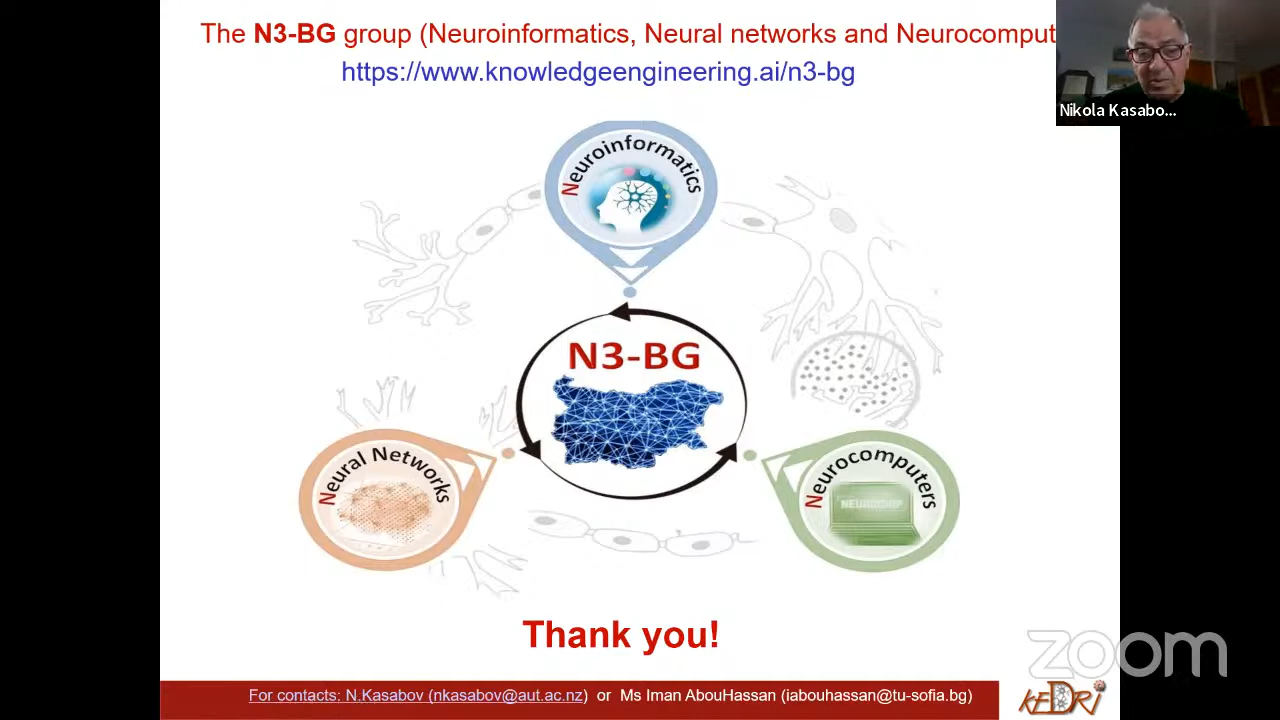 The N3-BG group (Neuroinformatics, Neural networks and Neurocomput
https://www.knowledgeengineering.ai/n3-bg
Nikola Kasabo...
Neuroinformatics
N3-BG
Neural Networks
Neurocomputers
NEUROCHIP
Thank you!
zoom
For contacts: N.Kasabov (nkasabov@aut.ac.nz) or Ms Iman AbouHassan (iabouhassan@tu-sofia.bg)
KEDRI